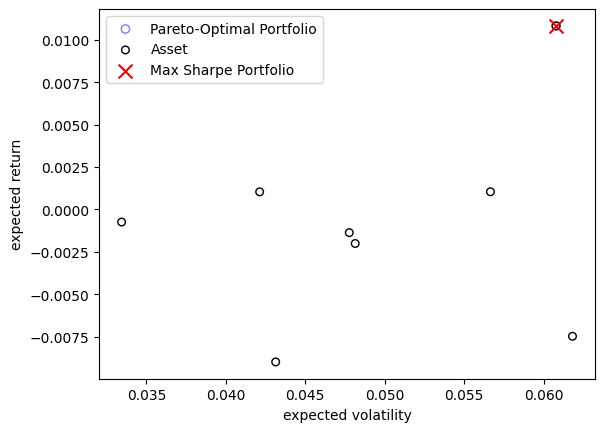 Pareto-Optimal Portfolio
Asset
Max Sharpe Portfolio
0.0100
0.0075
0.0050
0.0025
0.0000
−0.0025
−0.0050
−0.0075
expected return
0.035
0.040
0.045
0.050
0.055
0.060
expected volatility